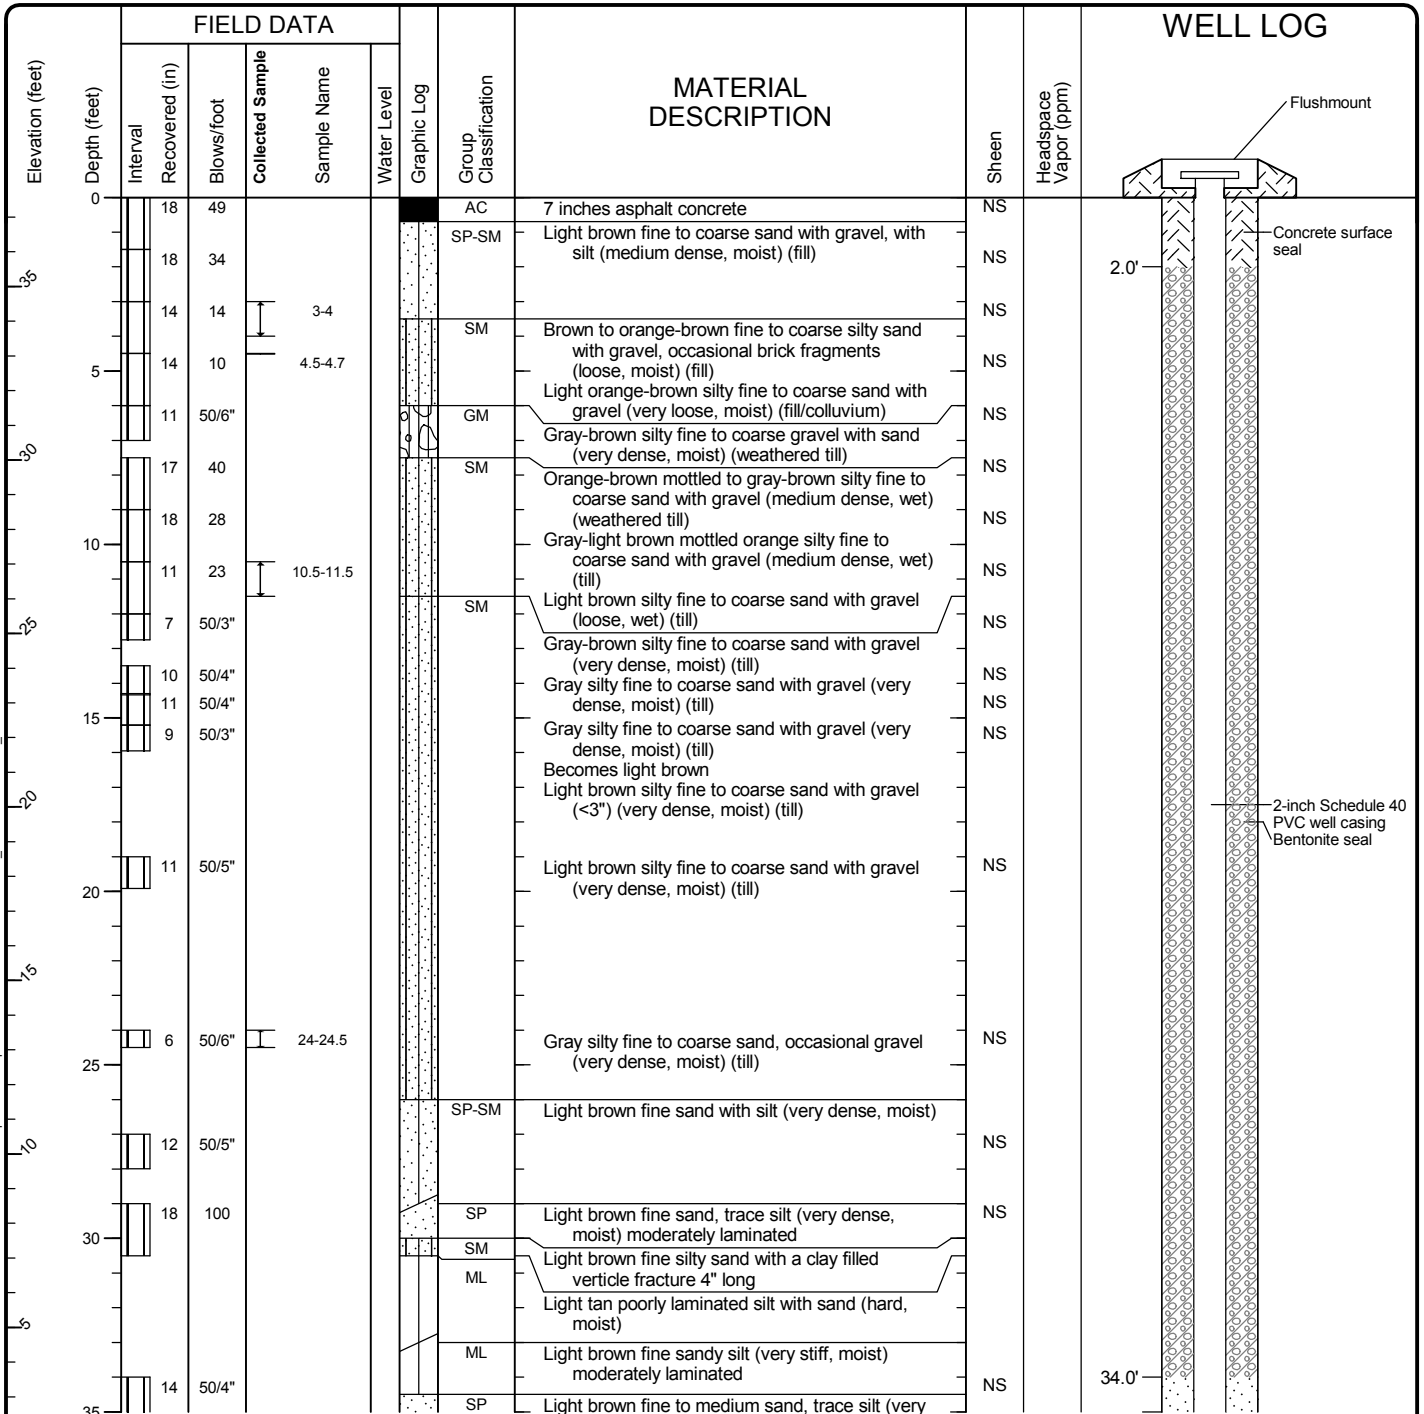 FIELD DATA
WELL LOG
Elevation (feet)
Depth (feet)
Interval
Recovered (in)
Blows/foot
Collected Sample
Sample Name
Water Level
Graphic Log
Group
Classification
MATERIAL
DESCRIPTION
Sheen
Headspace
Vapor (ppm)
Flushmount
0
18 49
AC
7 inches asphalt concrete
NS
SP-SM
Light brown fine to coarse sand with gravel, with
silt (medium dense, moist) (fill)
Concrete surface
seal
18 34
NS
2.0'
35
14 14
3-4
NS
SM
Brown to orange-brown fine to coarse silty sand
with gravel, occasional brick fragments
(loose, moist) (fill)
14 10
4.5-4.7
NS
5
Light orange-brown silty fine to coarse sand with
gravel (very loose, moist) (fill/colluvium)
11 50/6"
GM
NS
Gray-brown silty fine to coarse gravel with sand
(very dense, moist) (weathered till)
30
17 40
SM
NS
Orange-brown mottled to gray-brown silty fine to
coarse sand with gravel (medium dense, wet)
(weathered till)
18 28
NS
10
Gray-light brown mottled orange silty fine to
coarse sand with gravel (medium dense, wet)
(till)
11 23
10.5-11.5
NS
SM
Light brown silty fine to coarse sand with gravel
(loose, wet) (till)
25
7 50/3"
NS
Gray-brown silty fine to coarse sand with gravel
(very dense, moist) (till)
10 50/4"
NS
Gray silty fine to coarse sand with gravel (very
dense, moist) (till)
11 50/4"
NS
15
9 50/3"
Gray silty fine to coarse sand with gravel (very
dense, moist) (till)
NS
Becomes light brown
Light brown silty fine to coarse sand with gravel
(<3") (very dense, moist) (till)
20
2-inch Schedule 40
PVC well casing
Bentonite seal
11 50/5"
Light brown silty fine to coarse sand with gravel
(very dense, moist) (till)
NS
20
15
6 50/6"
24-24.5
Gray silty fine to coarse sand, occasional gravel
(very dense, moist) (till)
NS
25
SP-SM
Light brown fine sand with silt (very dense, moist)
10
12 50/5"
NS
18 100
SP
Light brown fine sand, trace silt (very dense,
moist) moderately laminated
NS
30
SM
Light brown fine silty sand with a clay filled
verticle fracture 4" long
ML
Light tan poorly laminated silt with sand (hard,
moist)
5
ML
Light brown fine sandy silt (very stiff, moist)
moderately laminated
34.0'
14 50/4"
NS
SP
Light brown fine to medium sand, trace silt (very
35